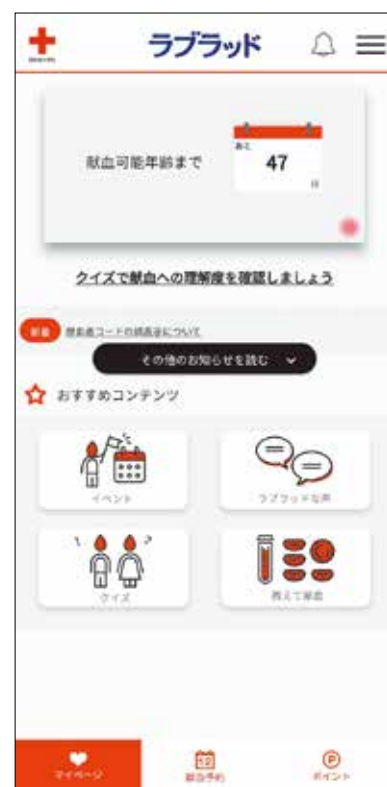 ラブラッド
献血可能年齢まで
あと
47
日
クイズで献血への理解度を確認しましょう
新着
その他のお知らせを読む
おすすめコンテンツ
イベント
ラブラッドな声
クイズ
教えて献血
マイページ
12
献血予約
P
ポイント